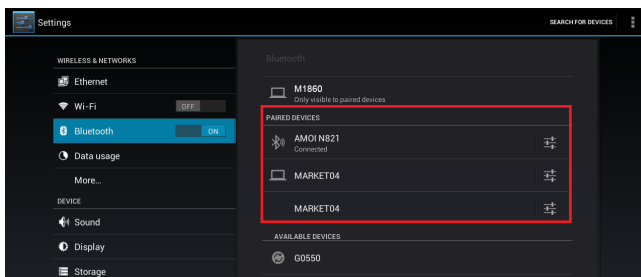 Settings
SEARCH FOR DEVICES
WIRELESS & NETWORKS
Ethernet
Wi-Fi
OFF
Bluetooth
ON
Data usage
More...
DEVICE
Sound
Display
Storage
Bluetooth
M1860
Only visible to paired devices
PAIRED DEVICES
AMOI N821
Connected
MARKET04
MARKET04
AVAILABLE DEVICES
G0550